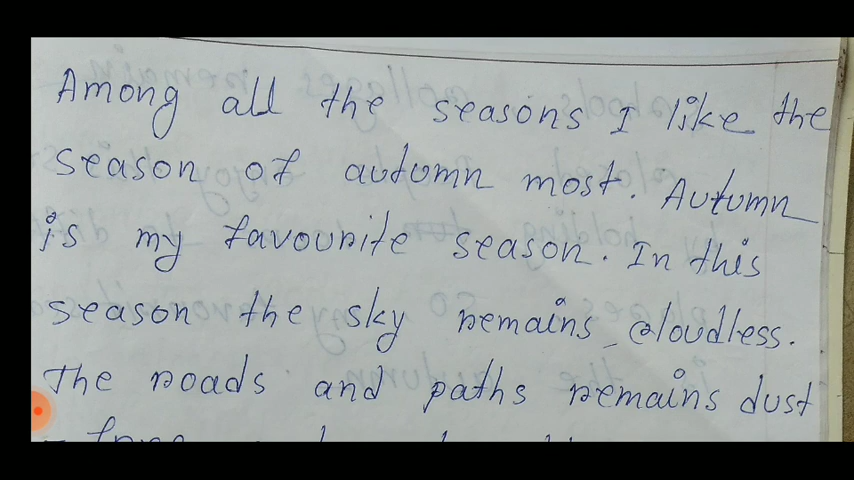 Among all the seasons I like the
season of autumn most. Autumn
is my favourite season. In this
season the sky remains cloudless.
The roads and paths remains dust